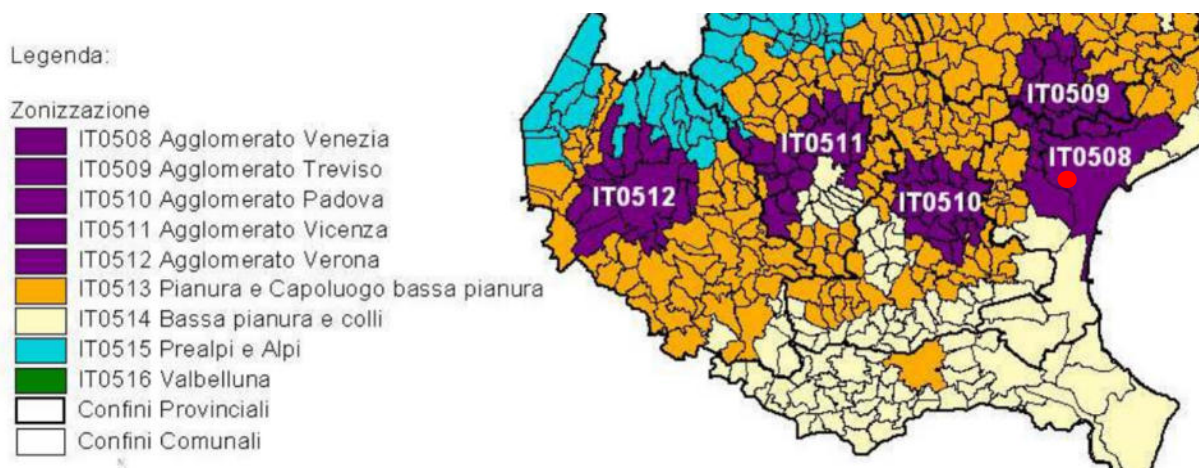 Legenda:
Zonizzazione
IT0508 Agglomerato Venezia
IT0509 Agglomerato Treviso
IT0510 Agglomerato Padova
IT0511 Agglomerato Vicenza
IT0512 Agglomerato Verona
IT0513 Pianura e Capoluogo bassa pianura
IT0514 Bassa pianura e colli
IT0515 Prealpi e Alpi
IT0516 Valbelluna
Confini Provinciali
Confini Comunali
IT0509
IT0511
IT0508
IT0512
IT0510